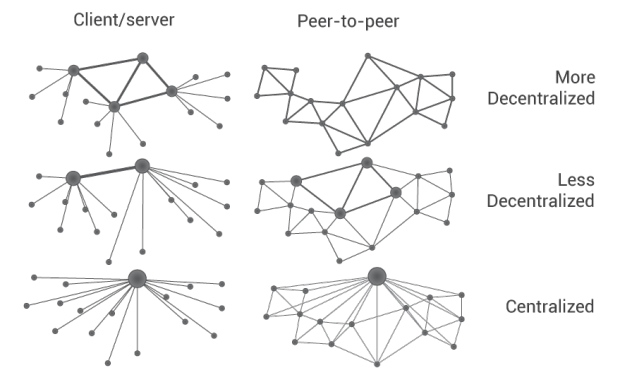 Client/server
Peer-to-peer
More
Decentralized
Less
Decentralized
Centralized